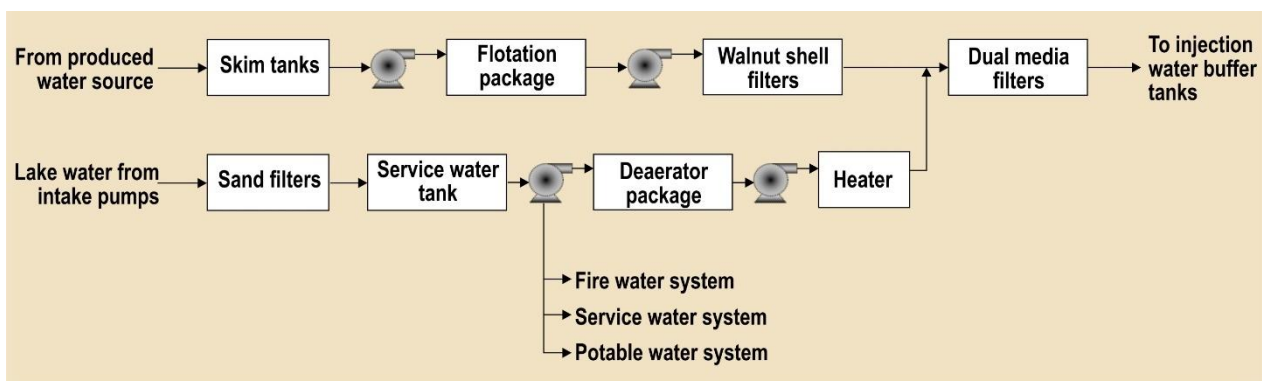 From produced
water source
Skim tanks
Flotation
package
Walnut shell
filters
Dual media
filters
To injection
water buffer
tanks
Lake water from
intake pumps
Sand filters
Service water
tank
Deaerator
package
Heater
Fire water system
Service water system
Potable water system